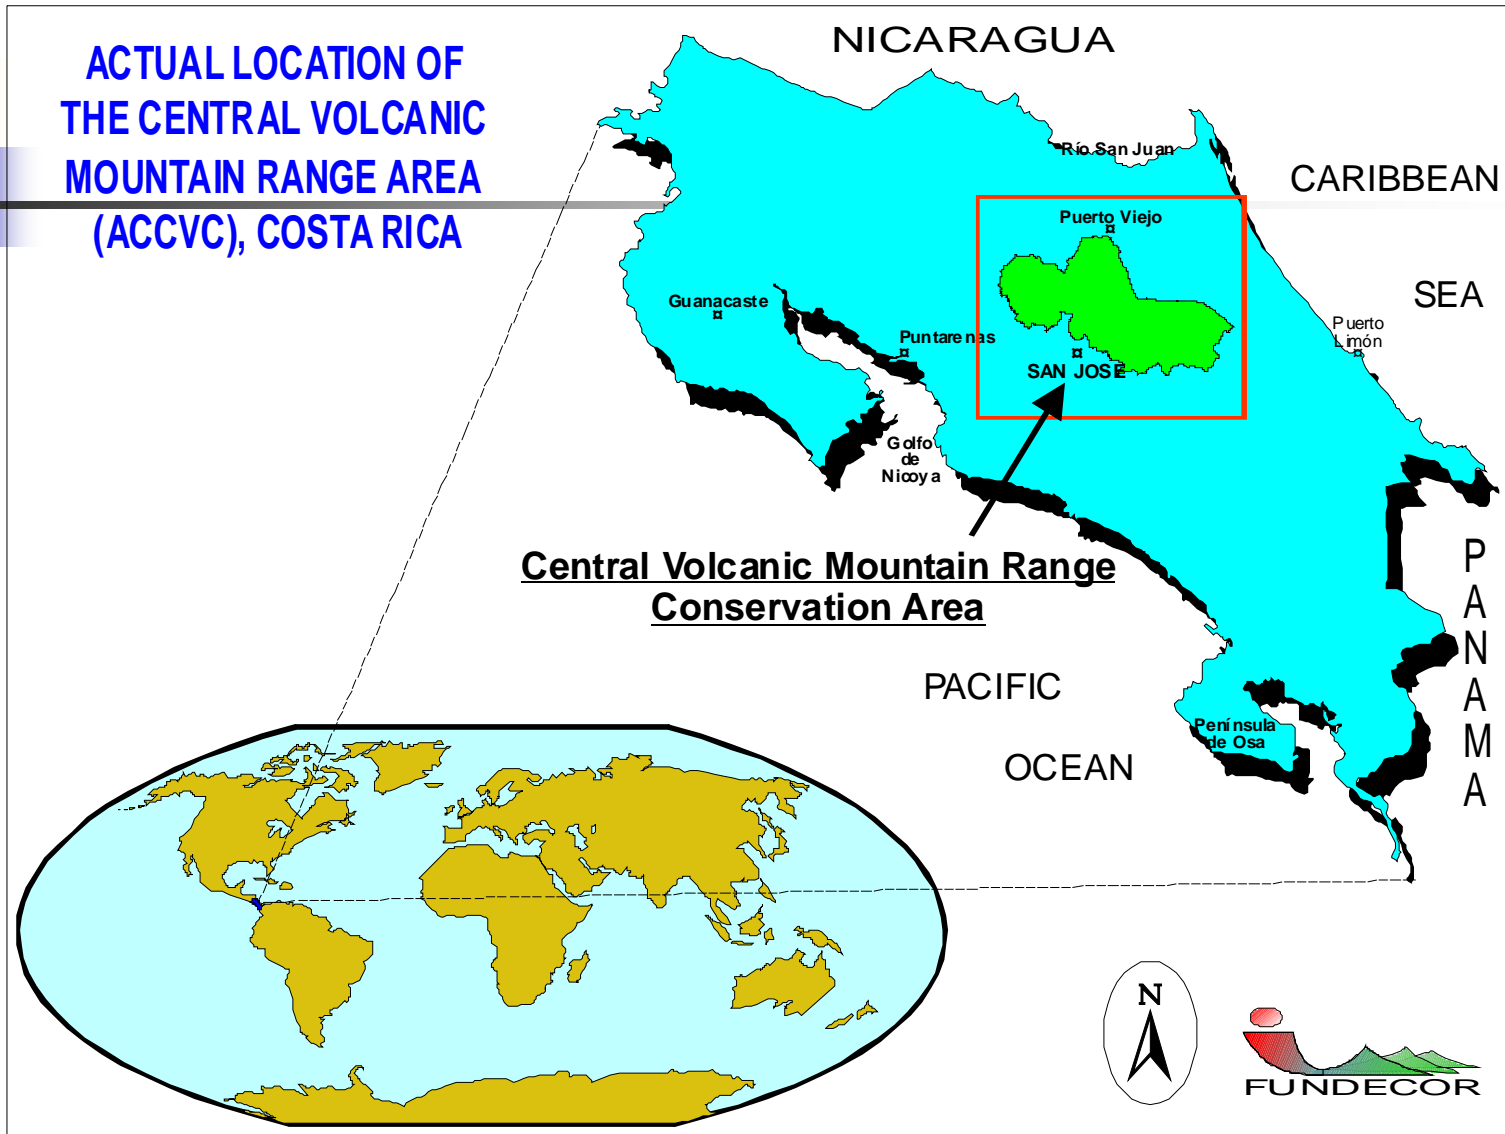 ACTUAL LOCATION OF
THE CENTRAL VOLCANIC
MOUNTAIN RANGE AREA
(ACCVC), COSTA RICA
NICARAGUA
Río San Juan
CARIBBEAN
SEA
Puerto Viejo
Guanacaste
Puntarenas
Puerto
Limón
SAN JOSE
Golfo
de
Nicoya
Central Volcanic Mountain Range
Conservation Area
PANAMA
PACIFIC
OCEAN
Península
de Osa
N
FUNDECOR